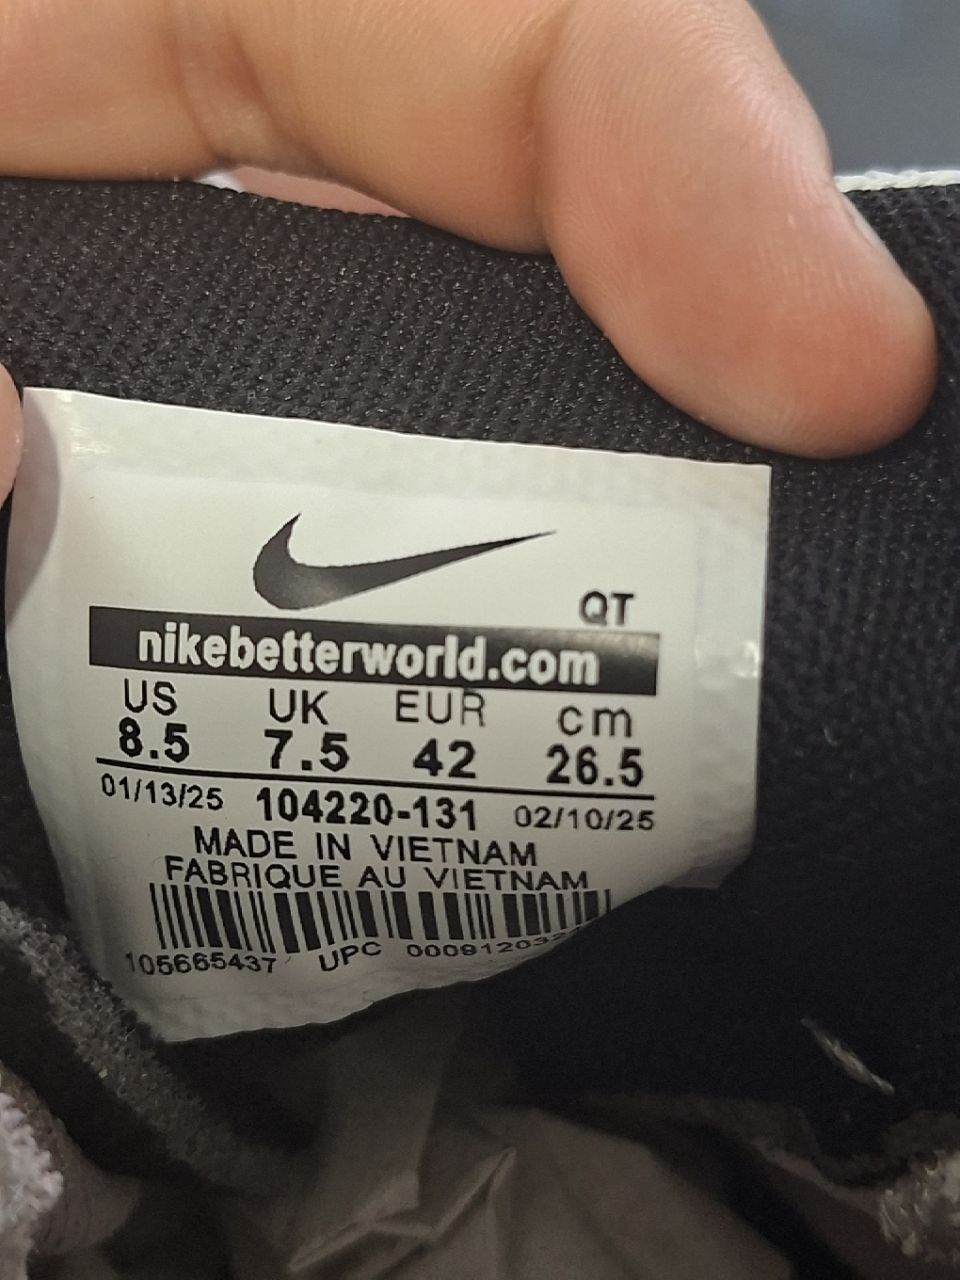 QT
nikebetterworld.com
US UK EUR cm
8.5 7.5 42 26.5
01/13/25 104220-131 02/10/25
MADE IN VIETNAM
FABRIQUE AU VIETNAM
105665437 UPC